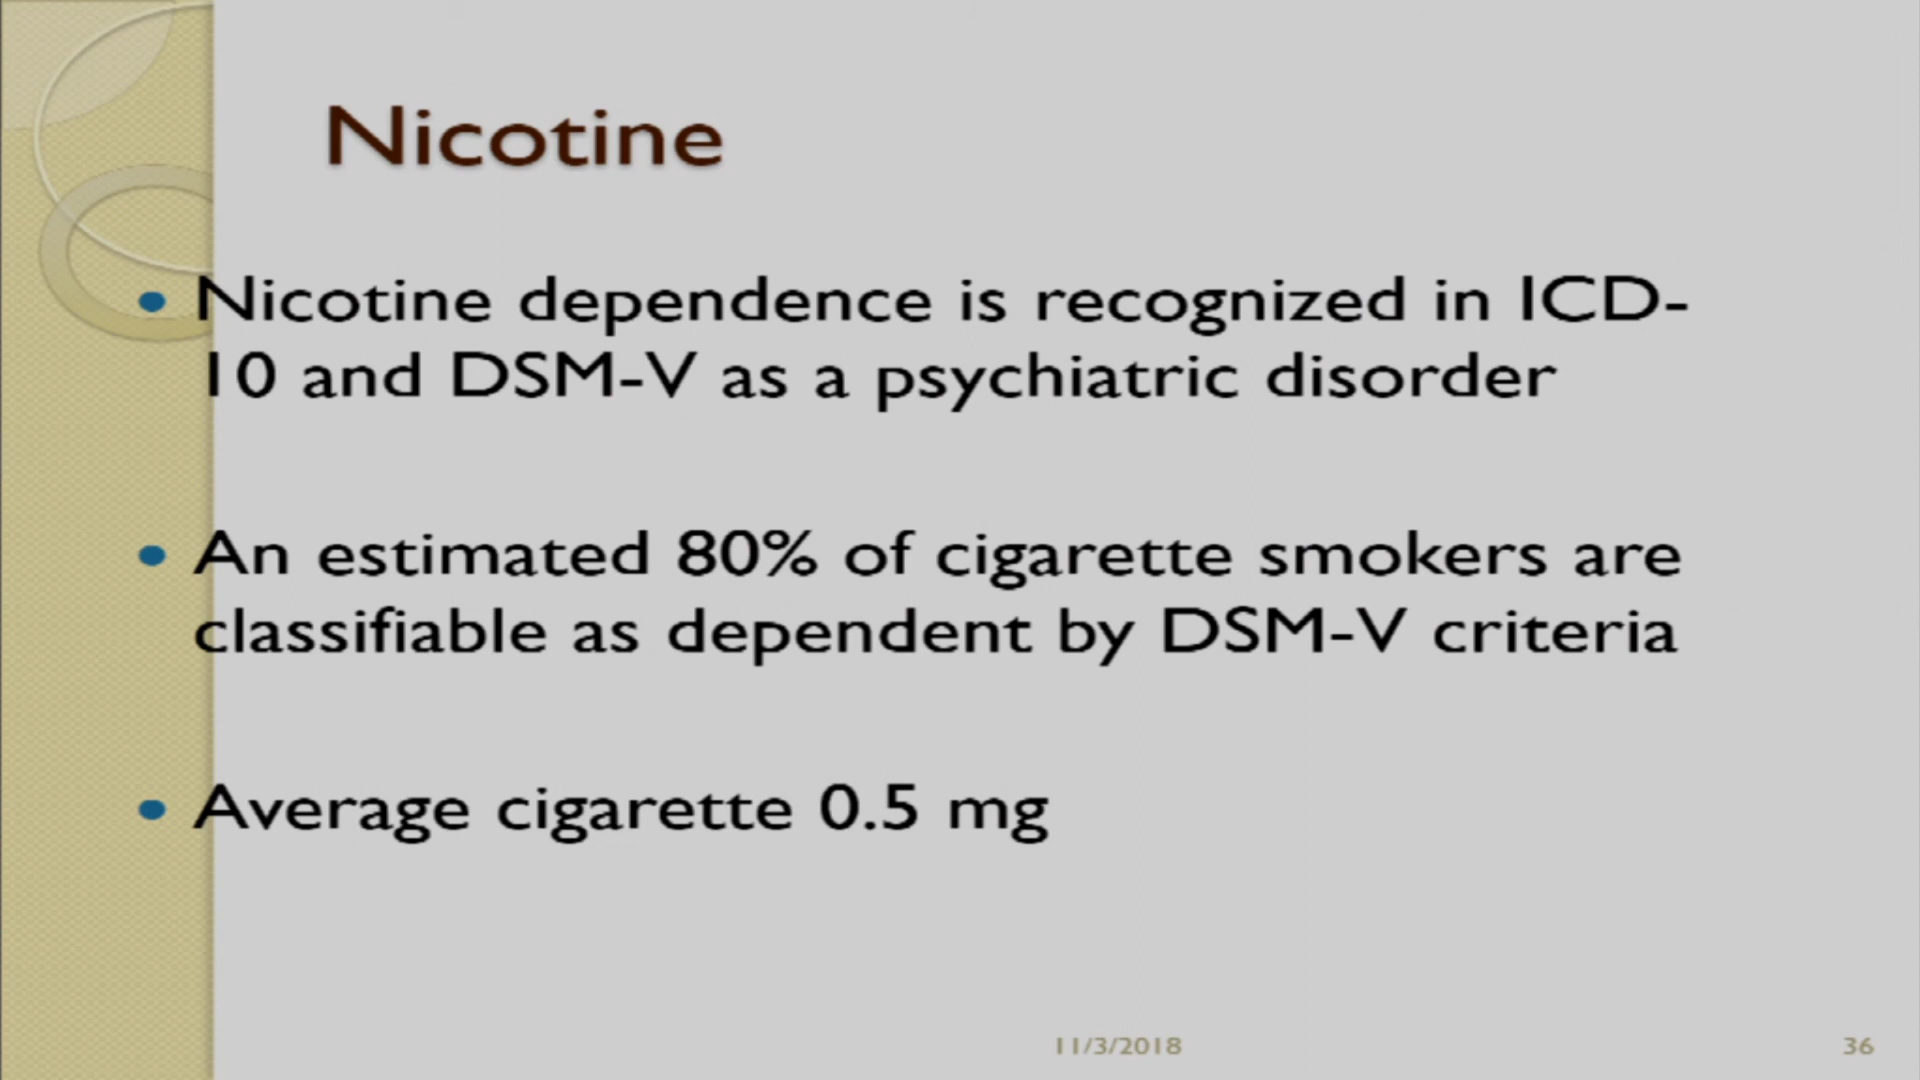 Nicotine
• Nicotine dependence is recognized in ICD-
10 and DSM-V as a psychiatric disorder
• An estimated 80% of cigarette smokers are
classifiable as dependent by DSM-V criteria
• Average cigarette 0.5 mg
11/3/2018
36